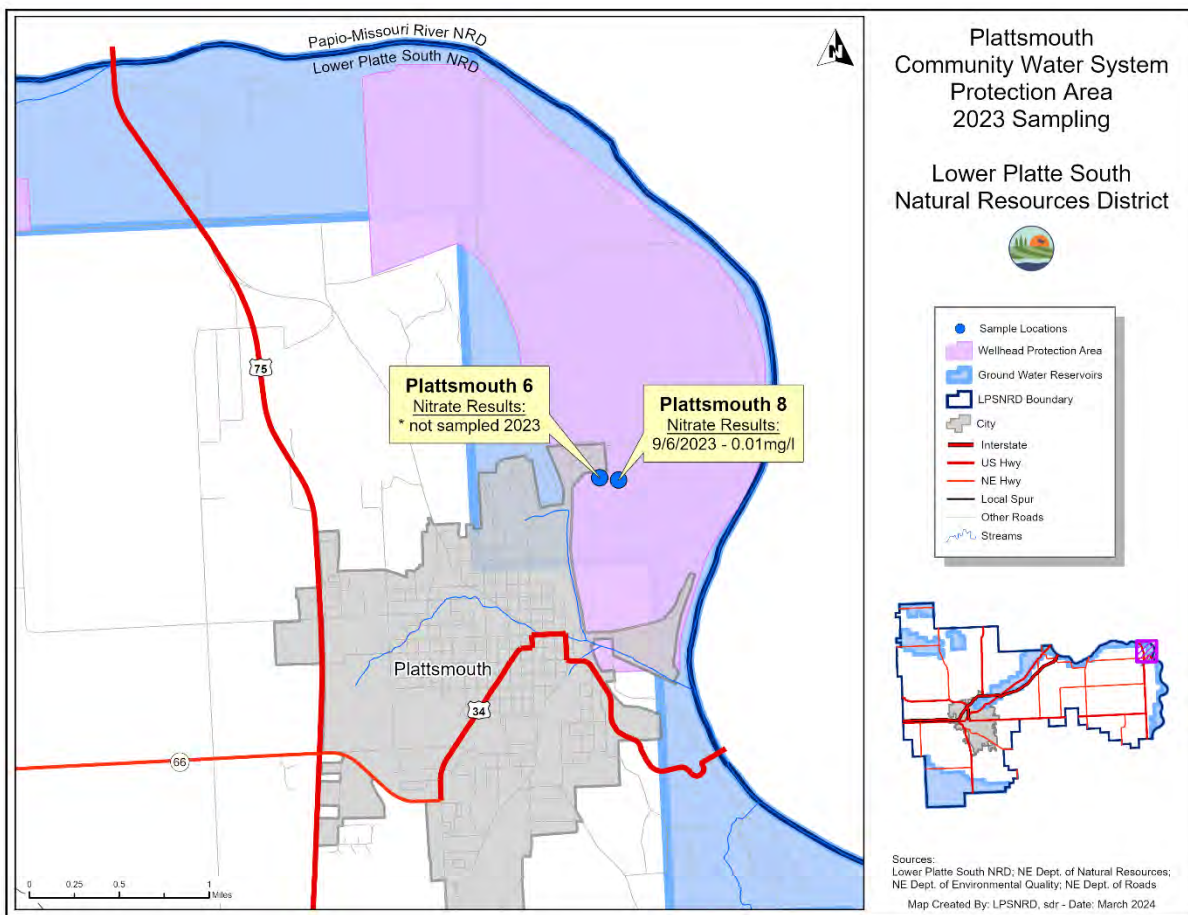 Papio-Missouri River NRD
Lower Platte South NRD
N
75
Plattsmouth 6
Nitrate Results:
* not sampled 2023
Plattsmouth 8
Nitrate Results:
9/6/2023 - 0.01mg/l
Plattsmouth
34
66
0 0.25 0.5 1
Miles
Plattsmouth
Community Water System
Protection Area
2023 Sampling
Lower Platte South
Natural Resources District
Sample Locations
Wellhead Protection Area
Ground Water Reservoirs
LPSNRD Boundary
City
Interstate
US Hwy
NE Hwy
Local Spur
Other Roads
Streams
Sources:
Lower Platte South NRD; NE Dept. of Natural Resources;
NE Dept. of Environmental Quality; NE Dept. of Roads
Map Created By: LPSNRD, sdr - Date: March 2024